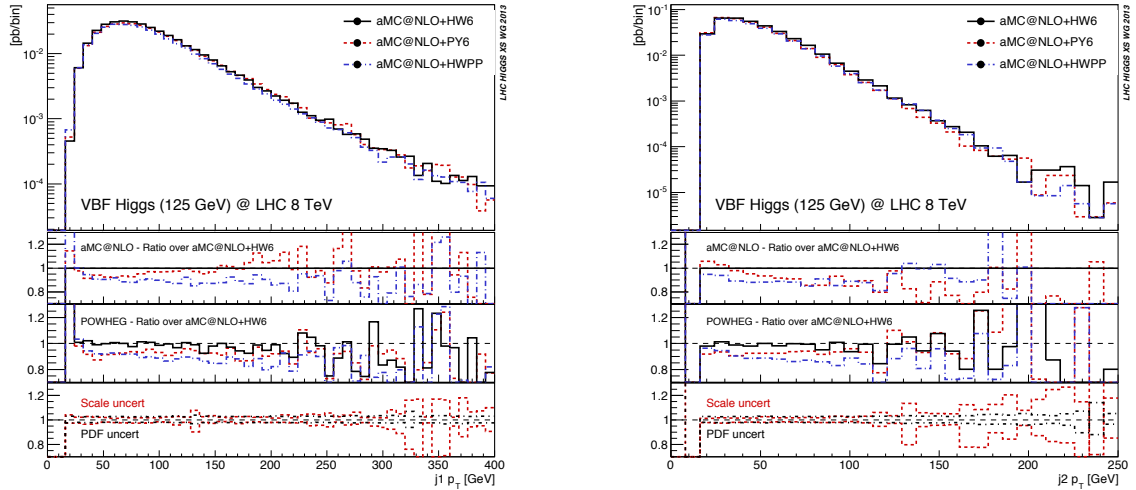 [pb/bin]
10⁻²
10⁻³
10⁻⁴
aMC@NLO+HW6
aMC@NLO+PY6
aMC@NLO+HWPP
LHC HIGGS XS WG 2013
VBF Higgs (125 GeV) @ LHC 8 TeV
1.2
1
0.8
aMC@NLO - Ratio over aMC@NLO+HW6
1.2
1
0.8
POWHEG - Ratio over aMC@NLO+HW6
1.2
1
0.8
Scale uncert
PDF uncert
0 50 100 150 200 250 300 350 400
j1 p_T [GeV]
[pb/bin]
10⁻¹
10⁻²
10⁻³
10⁻⁴
10⁻⁵
aMC@NLO+HW6
aMC@NLO+PY6
aMC@NLO+HWPP
LHC HIGGS XS WG 2013
VBF Higgs (125 GeV) @ LHC 8 TeV
1.2
1
0.8
aMC@NLO - Ratio over aMC@NLO+HW6
1.2
1
0.8
POWHEG - Ratio over aMC@NLO+HW6
1.2
1
0.8
Scale uncert
PDF uncert
0 50 100 150 200 250
j2 p_T [GeV]